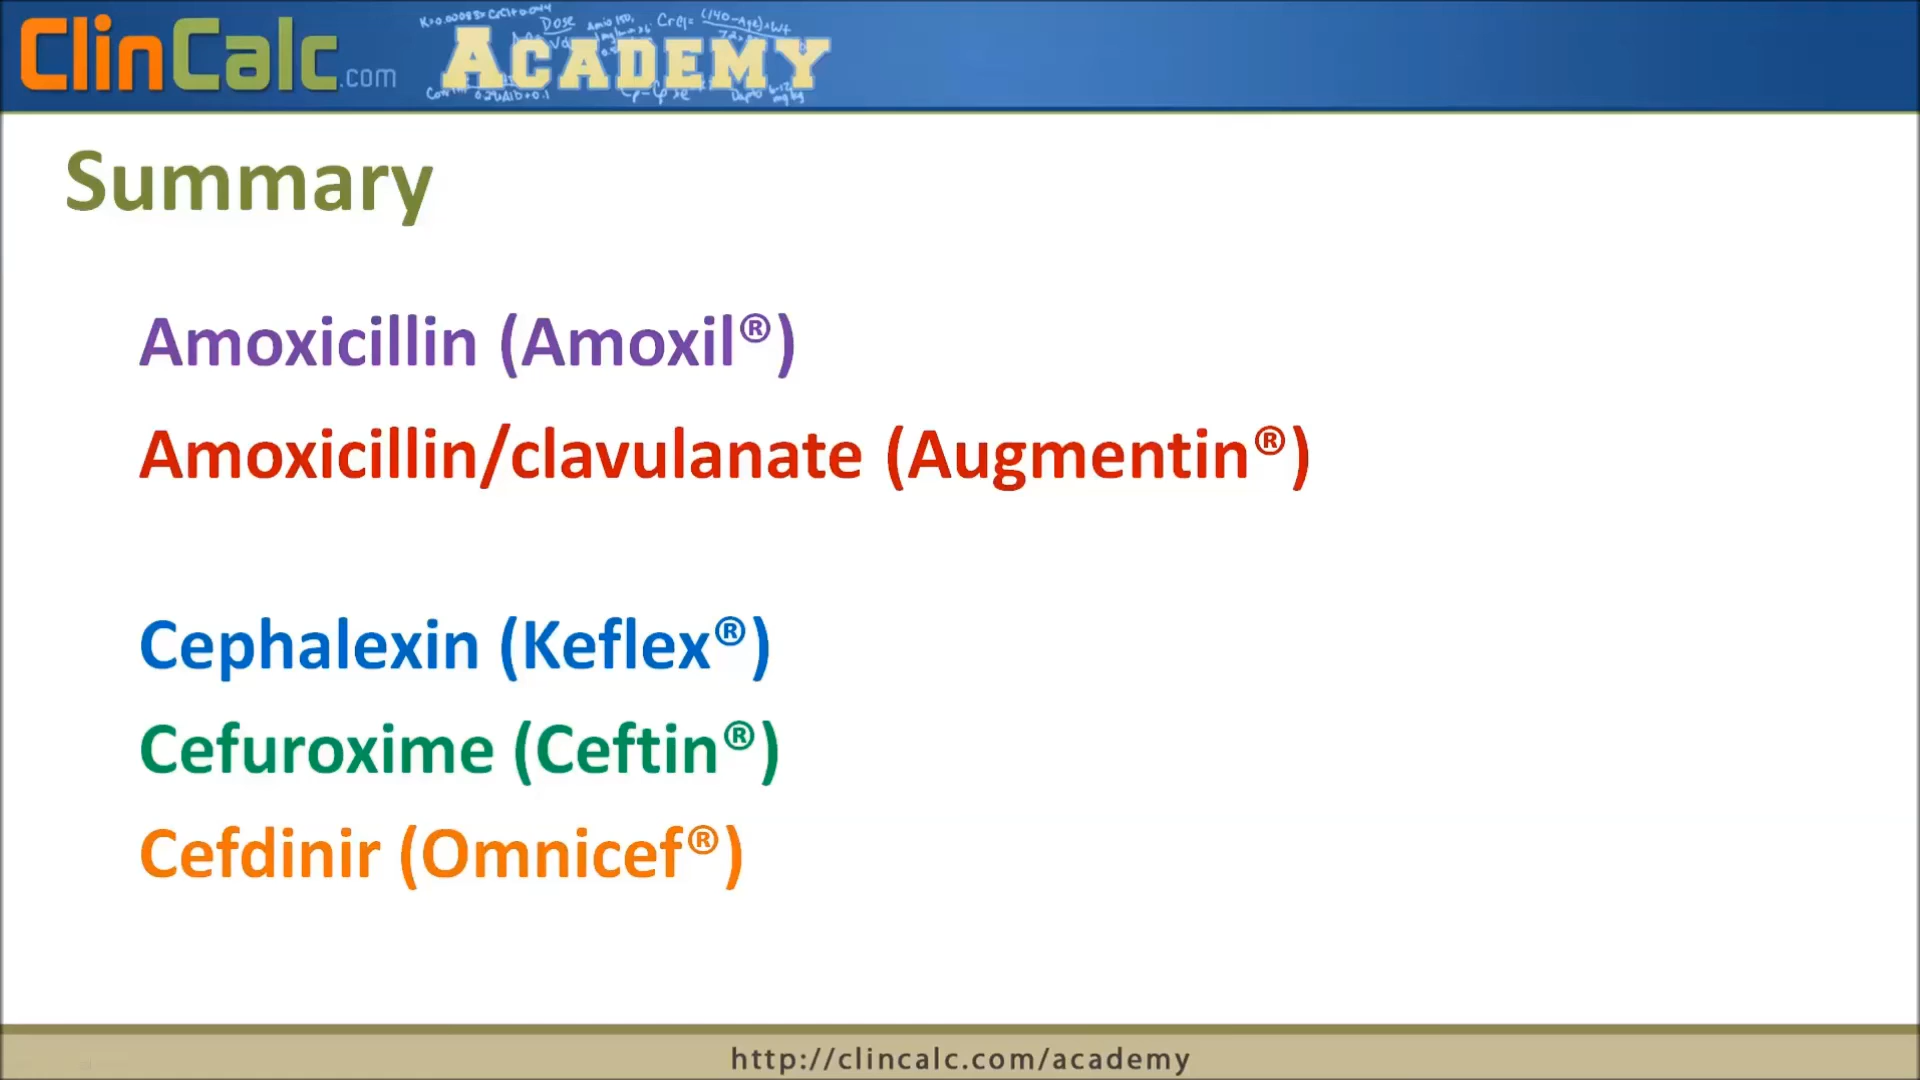 ClinCalc.com ACADEMY
Summary
Amoxicillin (Amoxil®)
Amoxicillin/clavulanate (Augmentin®)
Cephalexin (Keflex®)
Cefuroxime (Ceftin®)
Cefdinir (Omnicef®)
http://clincalc.com/academy